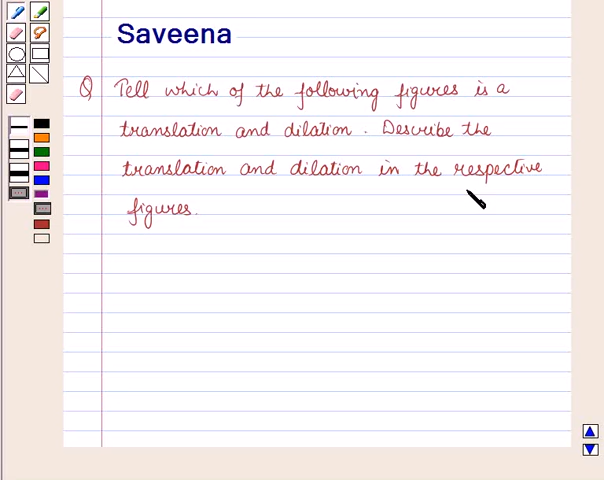 Saveena
Q Tell which of the following figures is a
translation and dilation. Describe the
translation and dilation in the respective
figures.